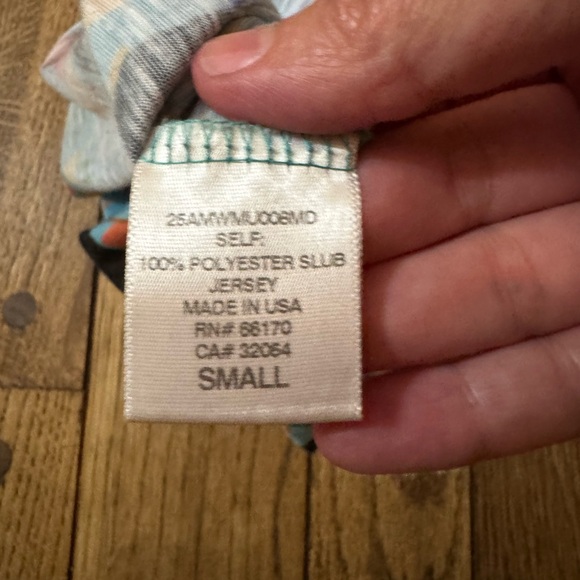 25AMWMU006MD
SELF:
100% POLYESTER SLUB
JERSEY
MADE IN USA
RN# 66170
CA# 32064
SMALL